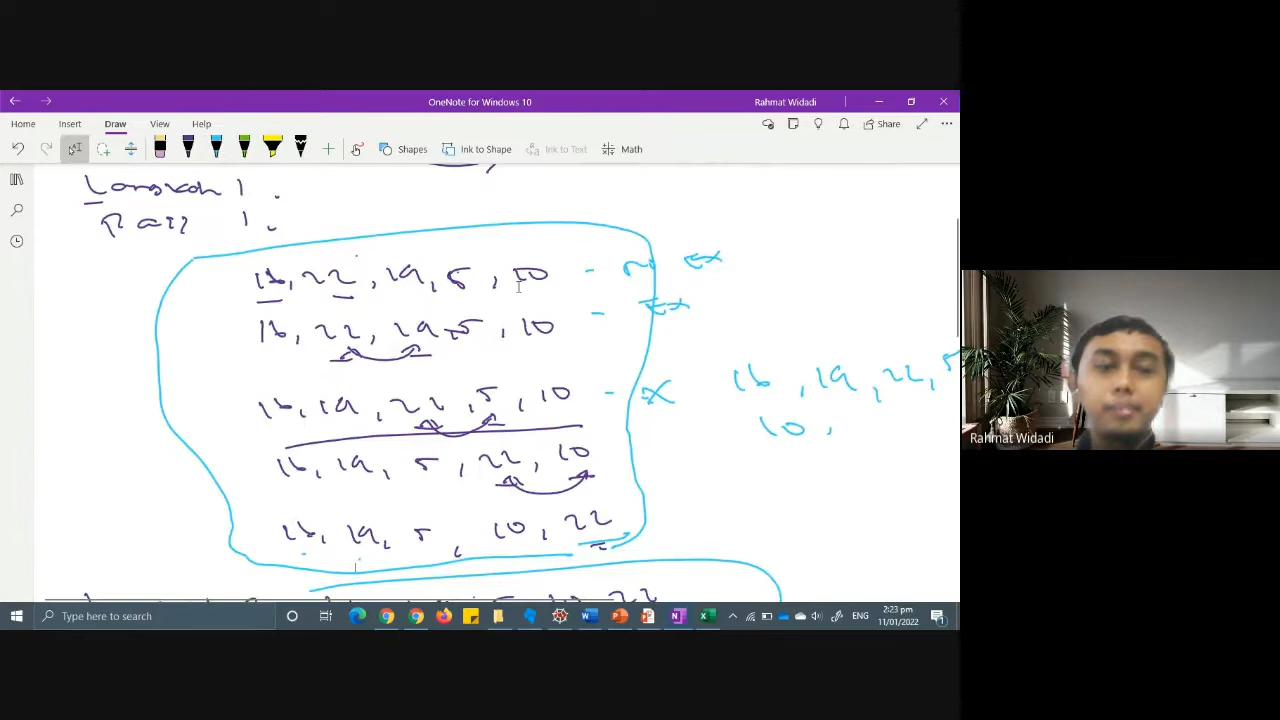 OneNote for Windows 10
Rahmat Widadi
Home Insert Draw View Help
Share
Shapes Ink to Shape Ink to Text Math
Langkah 1.
Pass 1.
16, 22, 19, 5, 10
16, 22, 19 5, 10
16, 19, 22, 5, 10
16, 19, 22, 5
10,
16, 19, 5, 22, 10
16, 19, 5, 10, 22
Rahmat Widadi
Type here to search
ENG
2:23 pm
11/01/2022